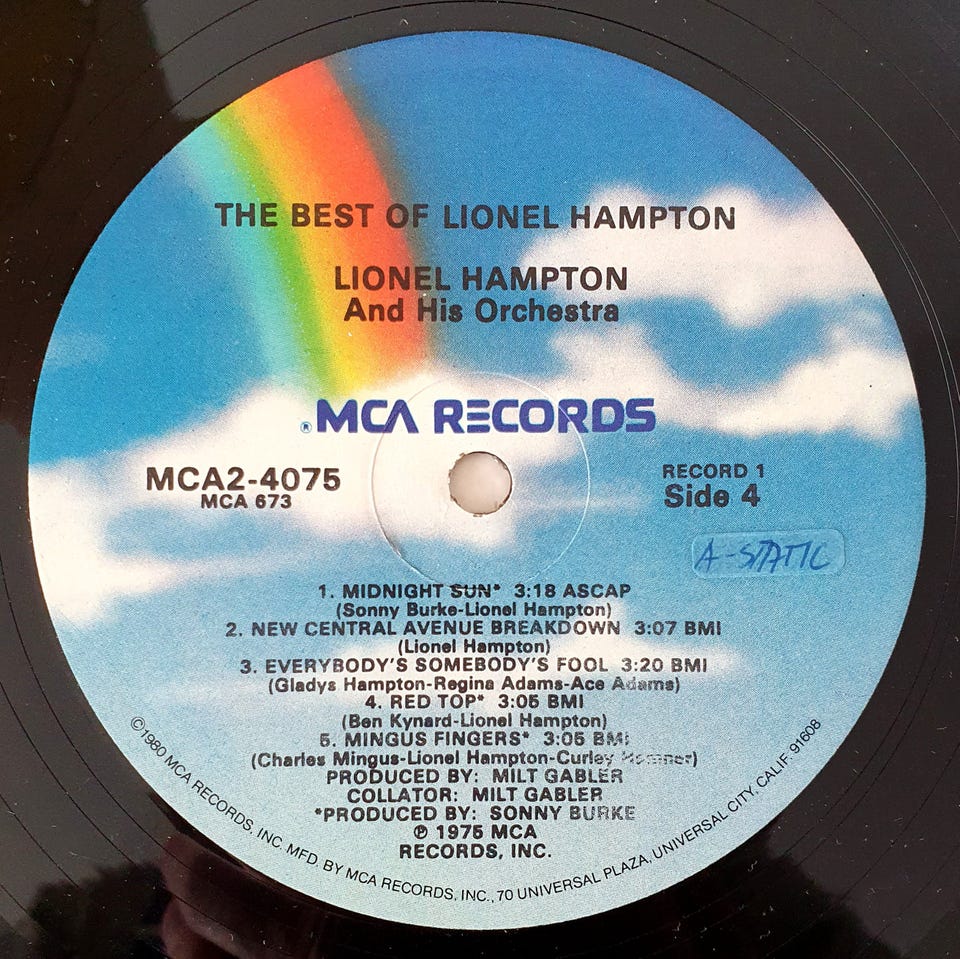 THE BEST OF LIONEL HAMPTON
LIONEL HAMPTON
And His Orchestra
® MCA RECORDS
MCA2-4075
MCA 673
RECORD 1
Side 4
A-STATIC
1. MIDNIGHT SUN* 3:18 ASCAP
(Sonny Burke-Lionel Hampton)
2. NEW CENTRAL AVENUE BREAKDOWN 3:07 BMI
(Lionel Hampton)
3. EVERYBODY'S SOMEBODY'S FOOL 3:20 BMI
(Gladys Hampton-Regina Adams-Ace Adams)
4. RED TOP* 3:05 BMI
(Ben Kynard-Lionel Hampton)
5. MINGUS FINGERS* 3:05 BMI
(Charles Mingus-Lionel Hampton-Curley
PRODUCED BY: MILT GABLER
COLLATOR: MILT GABLER
*PRODUCED BY: SONNY BURKE
℗ 1975 MCA
RECORDS, INC.
©1980 MCA RECORDS, INC. MFD. BY MCA RECORDS, INC., 70 UNIVERSAL PLAZA, UNIVERSAL CITY, CALIF. 91608